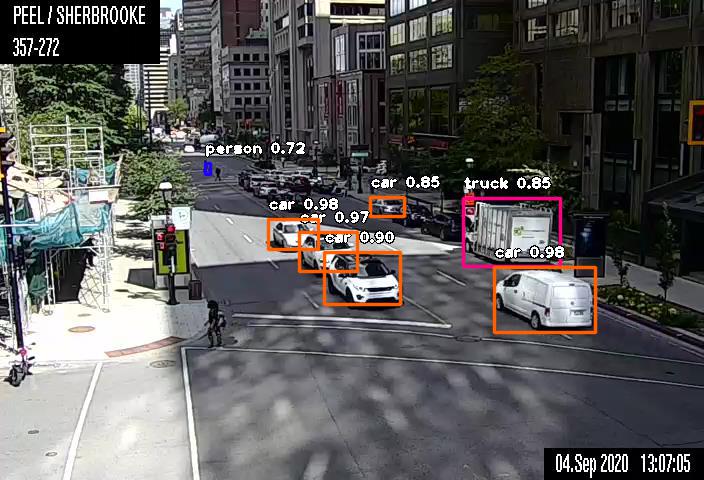 PEEL / SHERBROOKE
357-272
person 0.72
car 0.85
truck 0.85
car 0.98
car 0.97
car 0.90
car 0.98
04.Sep 2020 13:07:05